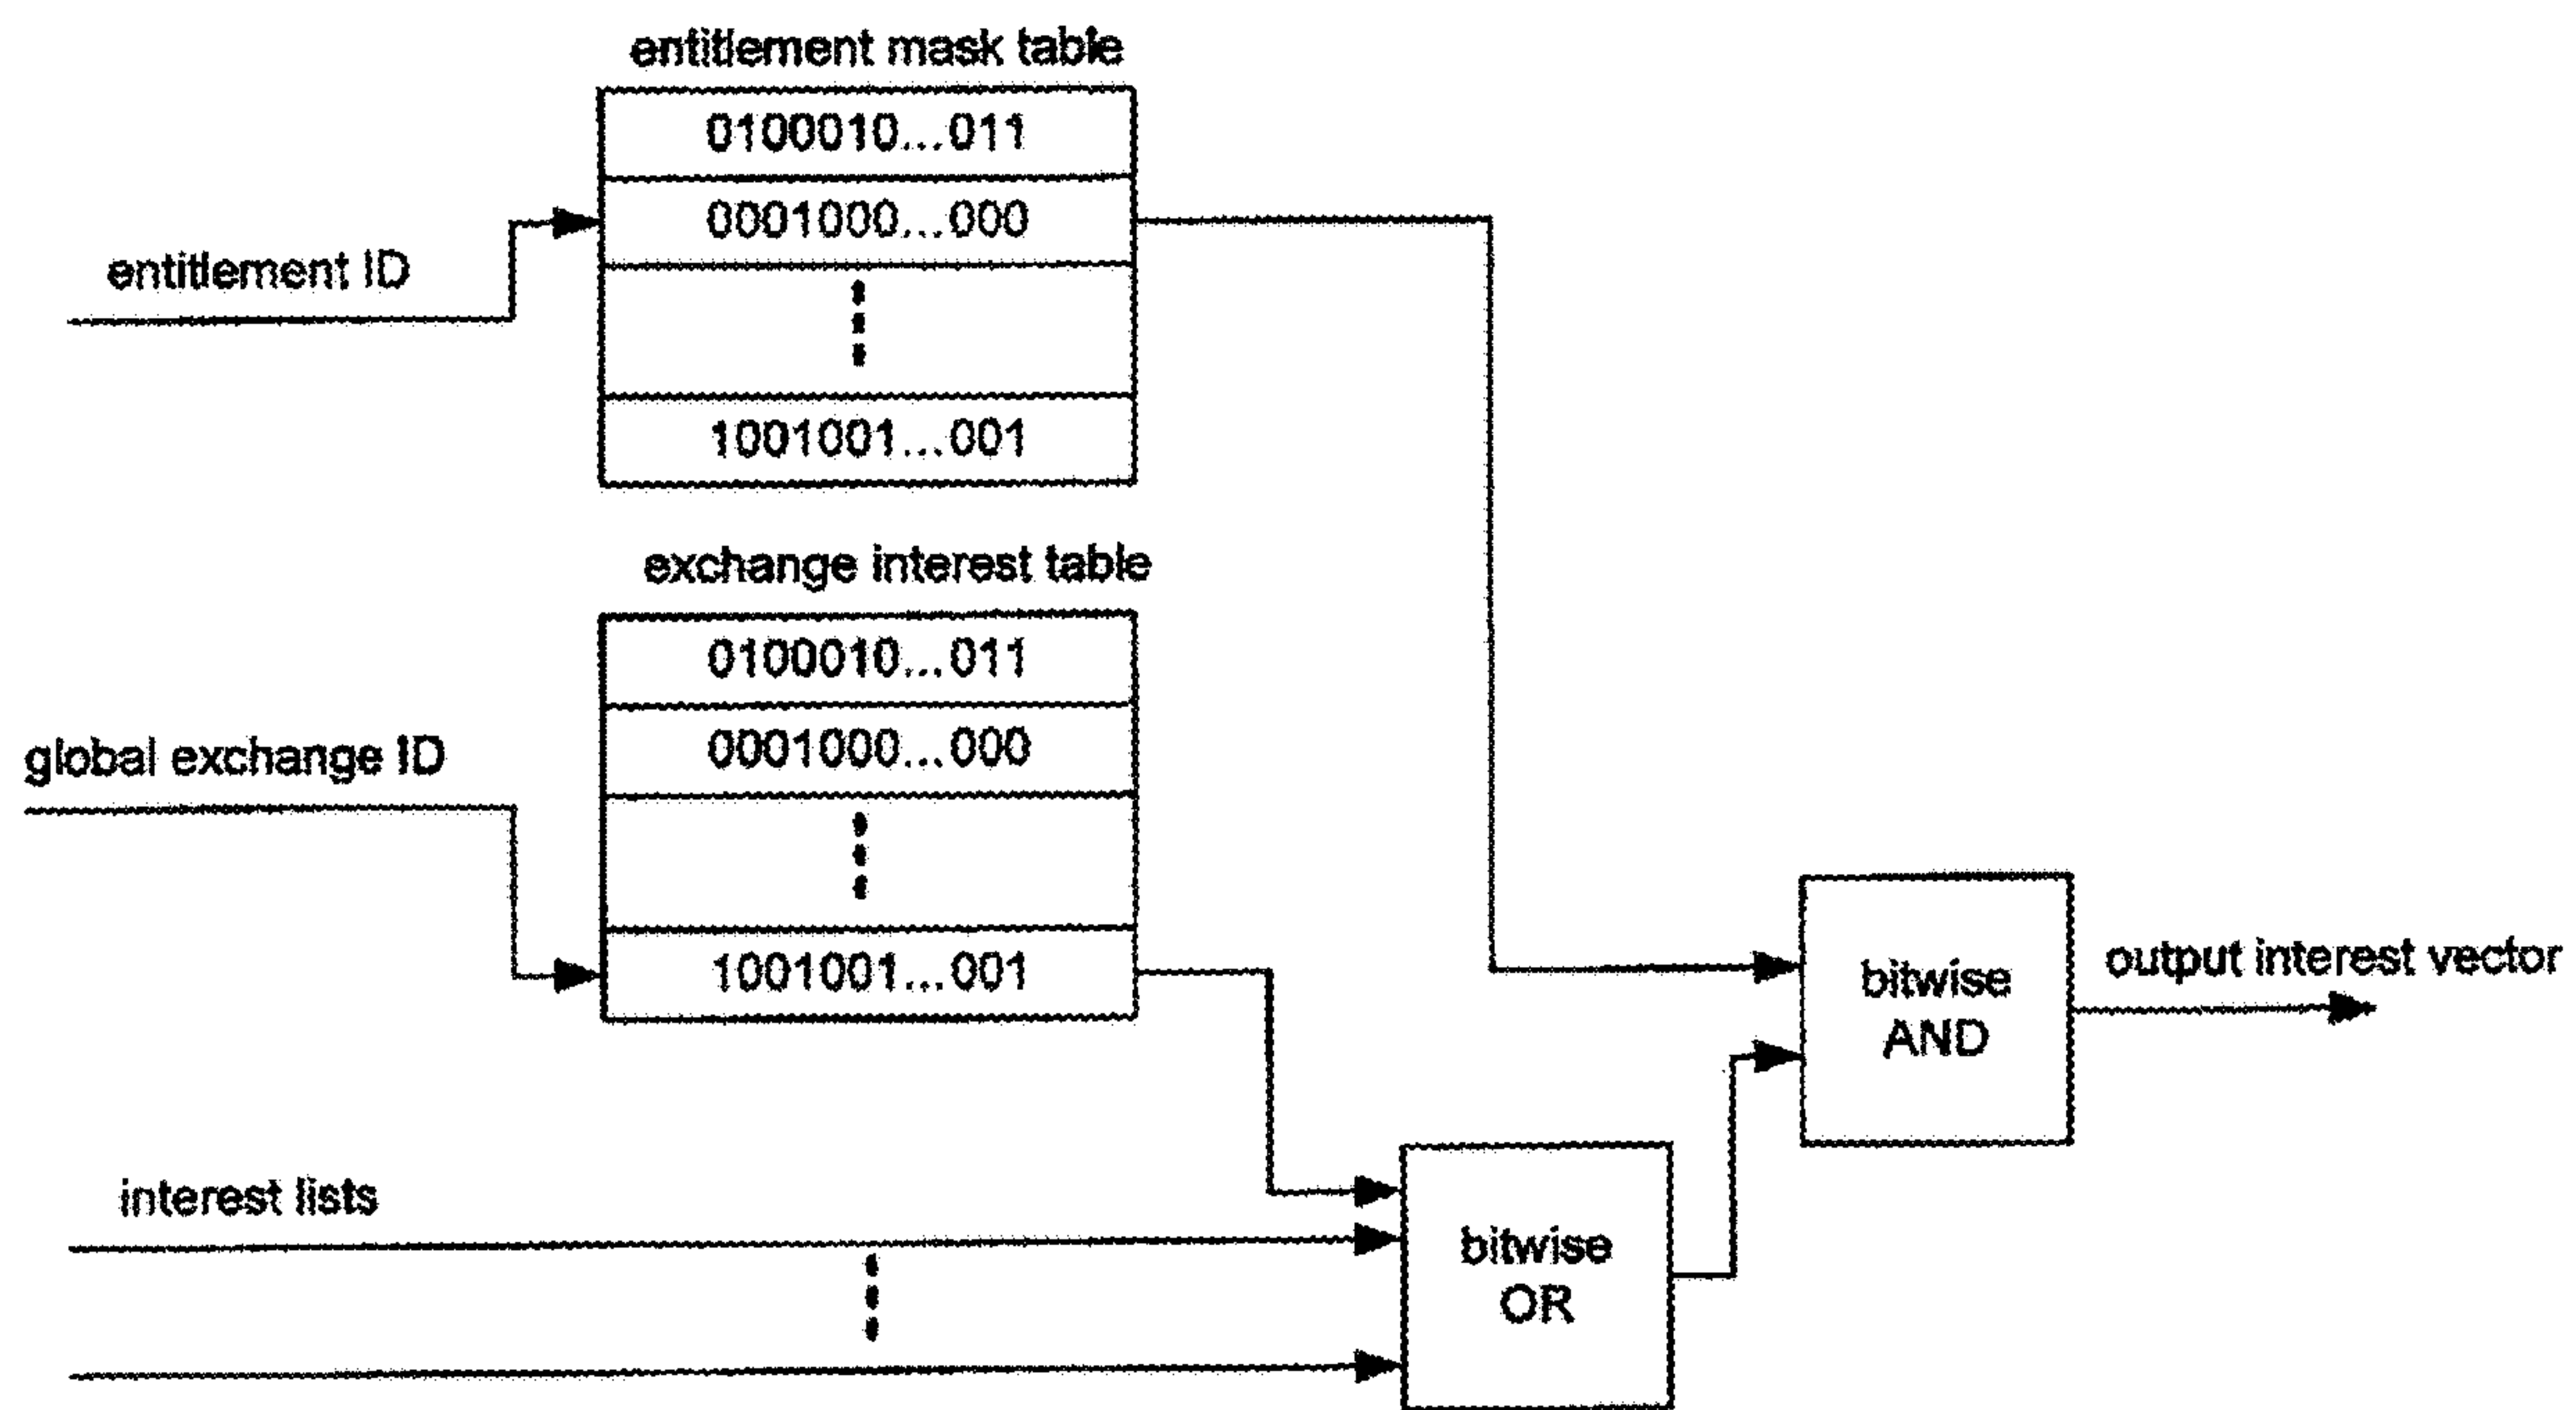 entitlement mask table
0100010...011
0001000...000
1001001...001
entitlement ID
exchange interest table
0100010...011
0001000...000
1001001...001
global exchange ID
interest lists
bitwise
OR
bitwise
AND
output interest vector